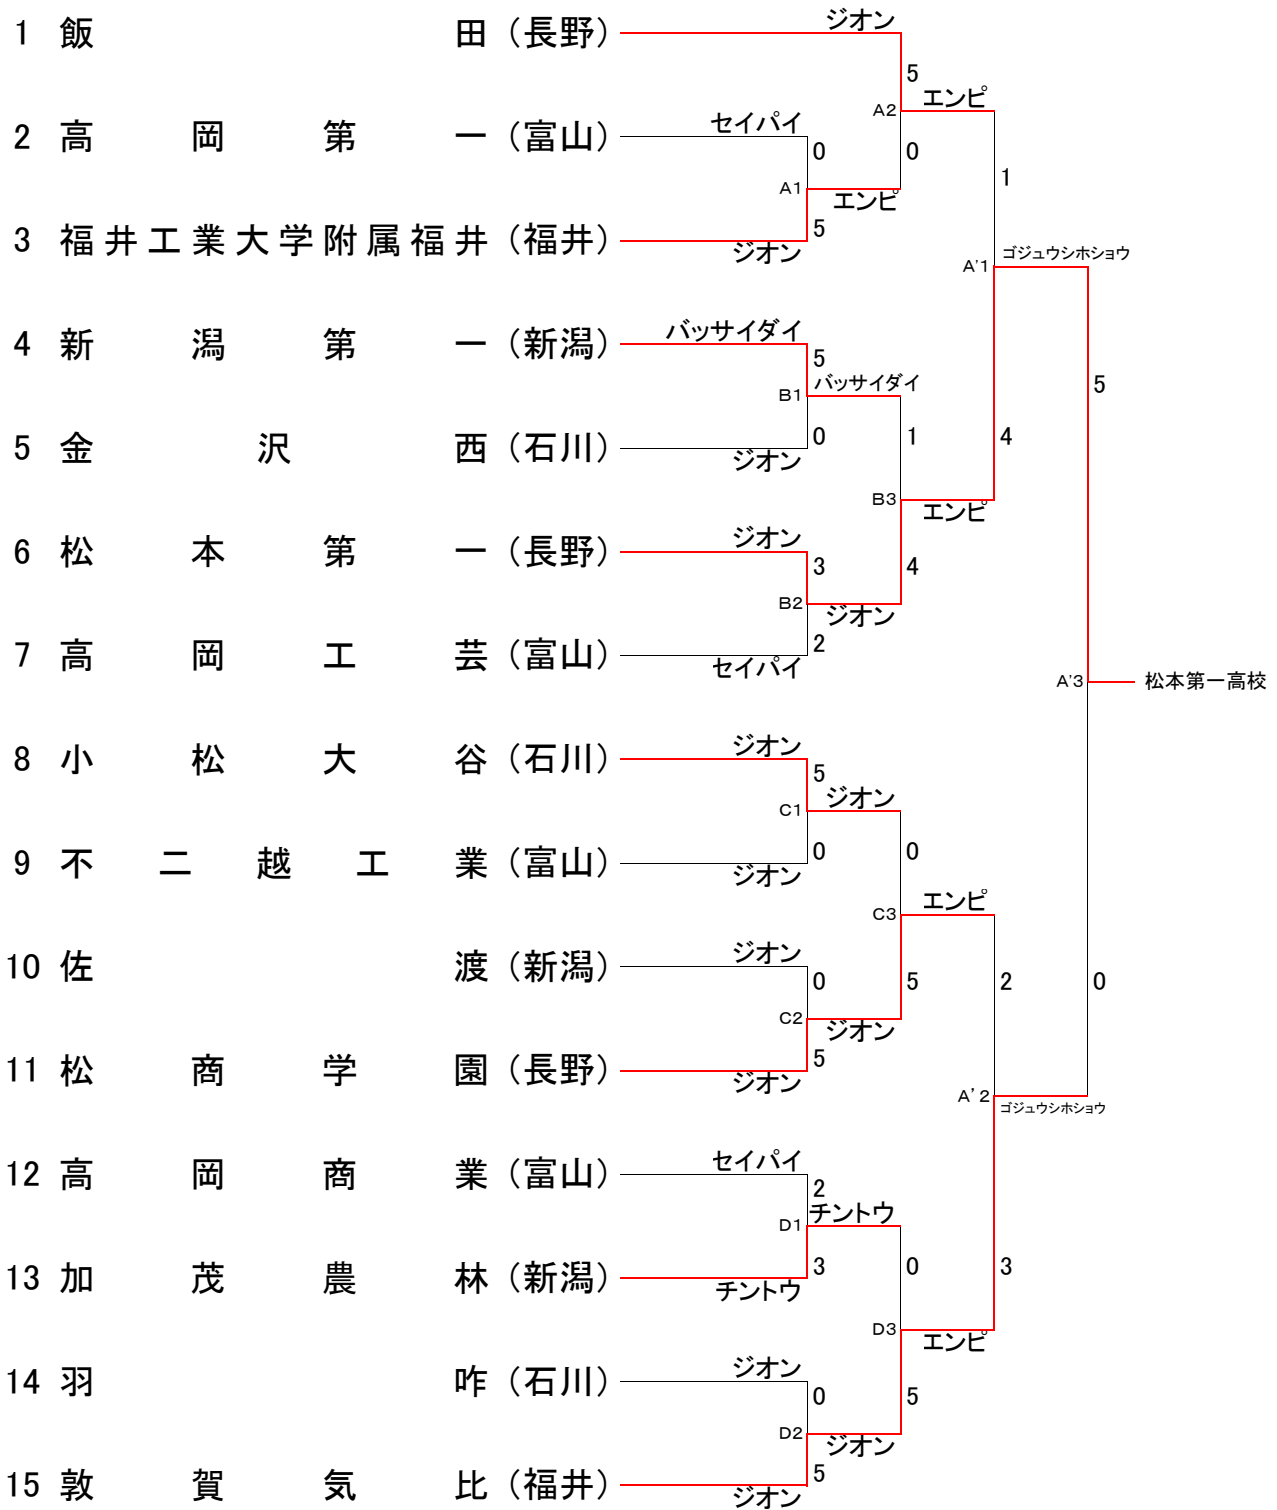 ジオン
1 飯田（長野）
5
A2 エンピ
2 高岡第一（富山） セイパイ
0 0
1
A1 エンピ
3 福井工業大学附属福井（福井） 5
ジオン
A'1 ゴジュウシホショウ
4 新潟第一（新潟） バッサイダイ
5
B1 バッサイダイ 5
5 金沢西（石川） 0 1 4
ジオン
B3 エンピ
6 松本第一（長野） ジオン
3 4
B2 ジオン
7 高岡工芸（富山） 2
セイパイ
A'3 松本第一高校
8 小松大谷（石川） ジオン
5
C1 ジオン
9 不二越工業（富山） 0 0
ジオン
C3 エンピ
10 佐渡（新潟） ジオン
0 5 2 0
C2 ジオン
11 松商学園（長野） 5
ジオン
A'2 ゴジュウシホショウ
12 高岡商業（富山） セイパイ
2
D1 チントウ
13 加茂農林（新潟） 3 0 3
チントウ
D3 エンピ
14 羽咋（石川） ジオン
0 5
D2 ジオン
15 敦賀気比（福井） 5
ジオン